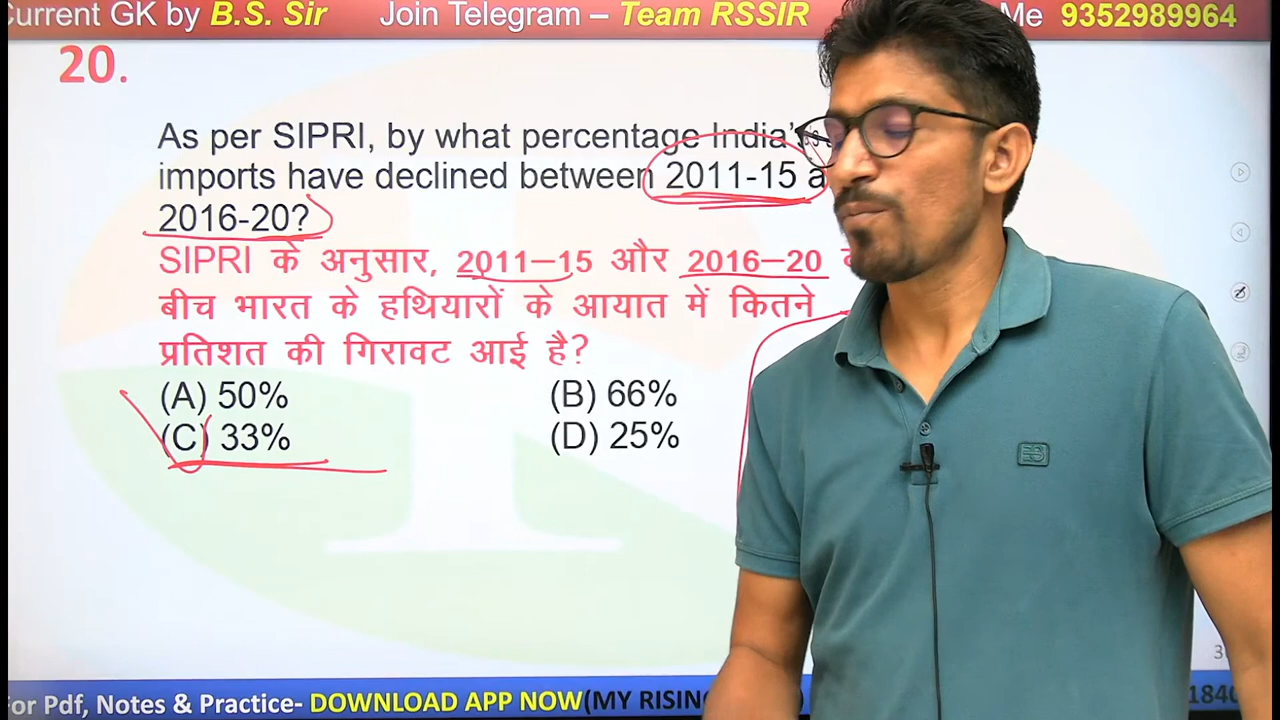 Current GK by B.S. Sir Join Telegram – Team RSSIR Me 9352989964
20.
As per SIPRI, by what percentage India's
imports have declined between 2011-15 a
2016-20?
SIPRI के अनुसार, 2011–15 और 2016–20
बीच भारत के हथियारों के आयात में कितने
प्रतिशत की गिरावट आई है?
(A) 50% (B) 66%
(C) 33% (D) 25%
For Pdf, Notes & Practice- DOWNLOAD APP NOW(MY RISIN